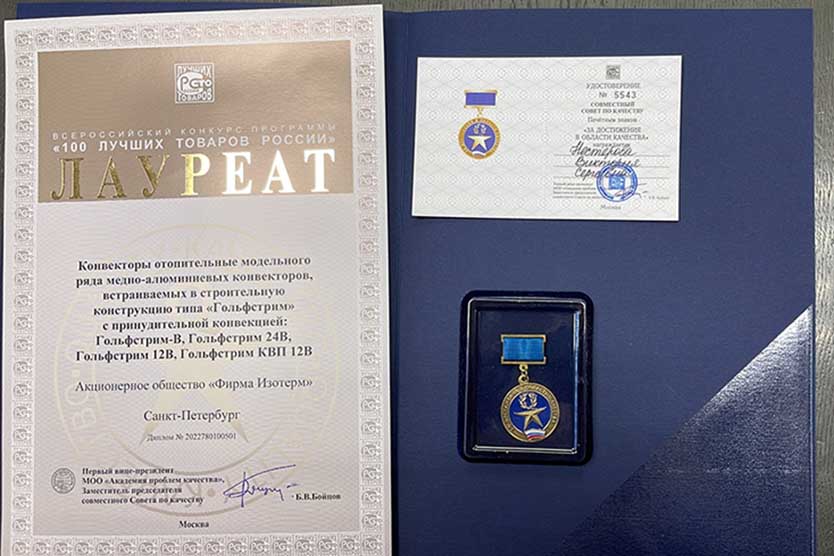 ЛУЧШИХ
ТОВАРОВ
ВСЕРОССИЙСКИЙ КОНКУРС ПРОГРАММЫ
«100 ЛУЧШИХ ТОВАРОВ РОССИИ»
ЛАУРЕАТ
Конвекторы отопительные модельного
ряда медно-алюминиевых конвекторов,
встраиваемых в строительную
конструкцию типа «Гольфстрим»
с принудительной конвекцией:
Гольфстрим-В, Гольфстрим 24В,
Гольфстрим 12В, Гольфстрим КВП 12В
Акционерное общество «Фирма Изотерм»
Санкт-Петербург
Диплом № 2022780100501
Первый вице-президент
МОО «Академия проблем качества»,
Заместитель председателя
совместного Совета по качеству
Б.В.Бойцов
Москва
УДОСТОВЕРЕНИЕ
№ 5543
СОВМЕСТНЫЙ
СОВЕТ ПО КАЧЕСТВУ
Почётным знаком
«ЗА ДОСТИЖЕНИЯ
В ОБЛАСТИ КАЧЕСТВА»
награждается
Виктория
Москва